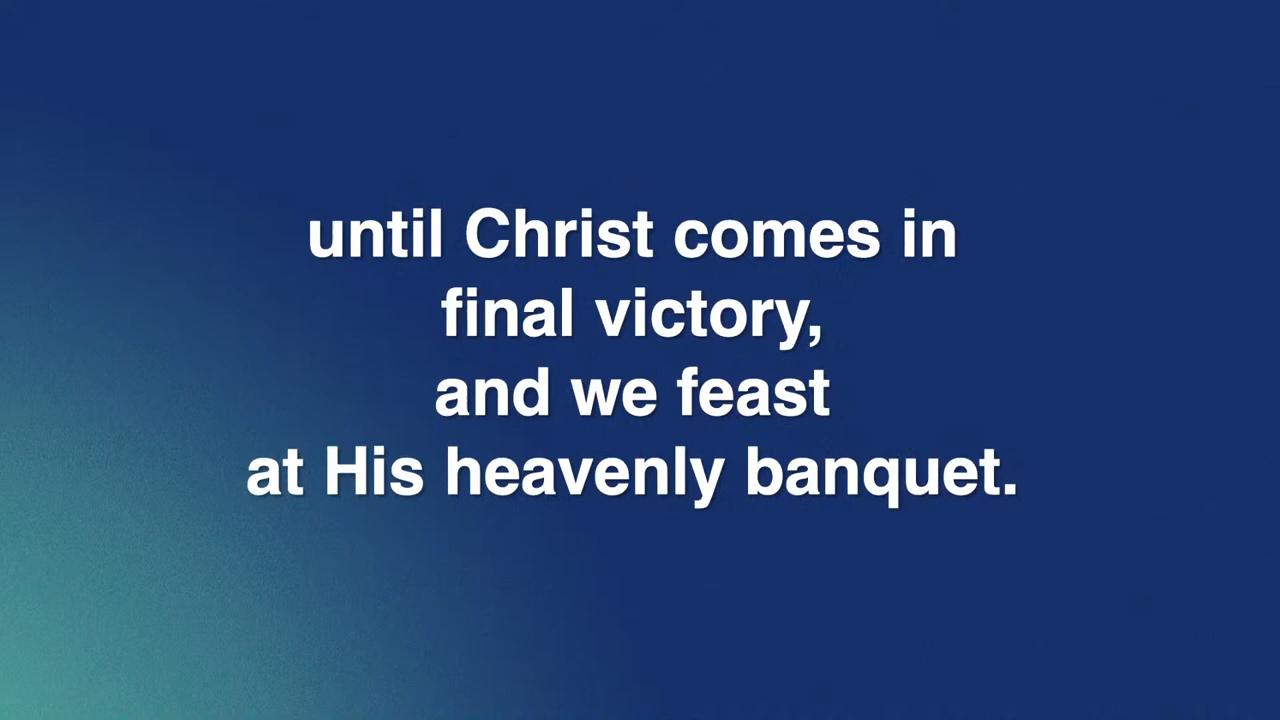 until Christ comes in
final victory,
and we feast
at His heavenly banquet.